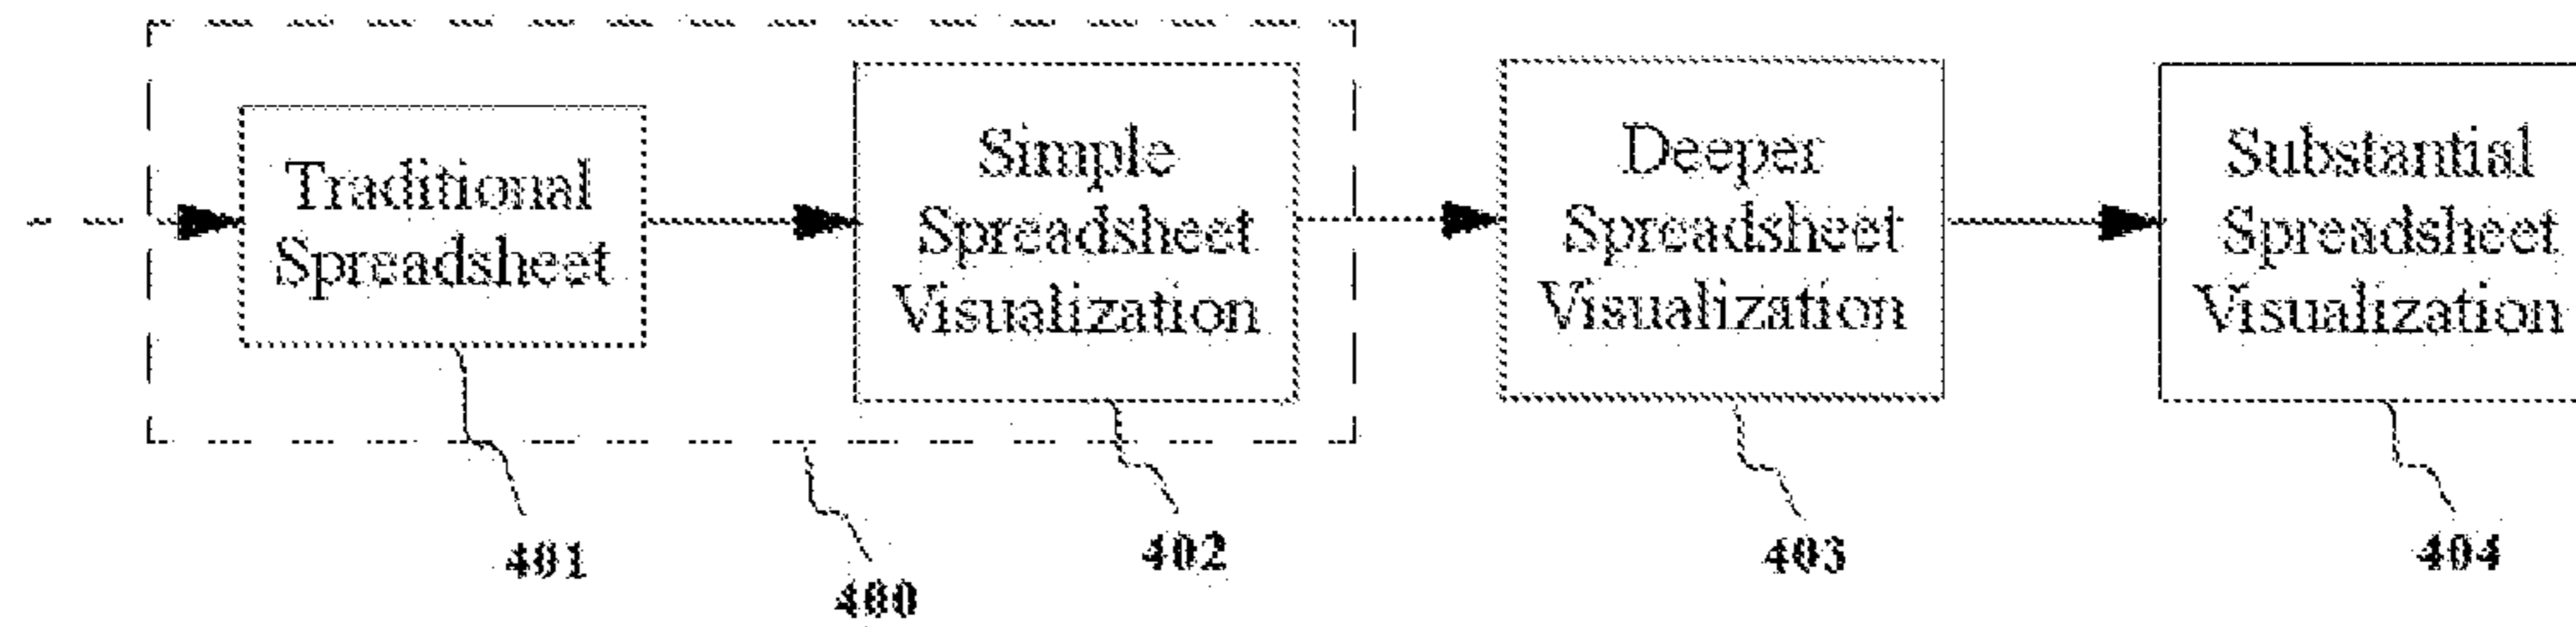 Traditional
Spreadsheet
Simple
Spreadsheet
Visualization
Deeper
Spreadsheet
Visualization
Substantial
Spreadsheet
Visualization
401
400
402
403
404